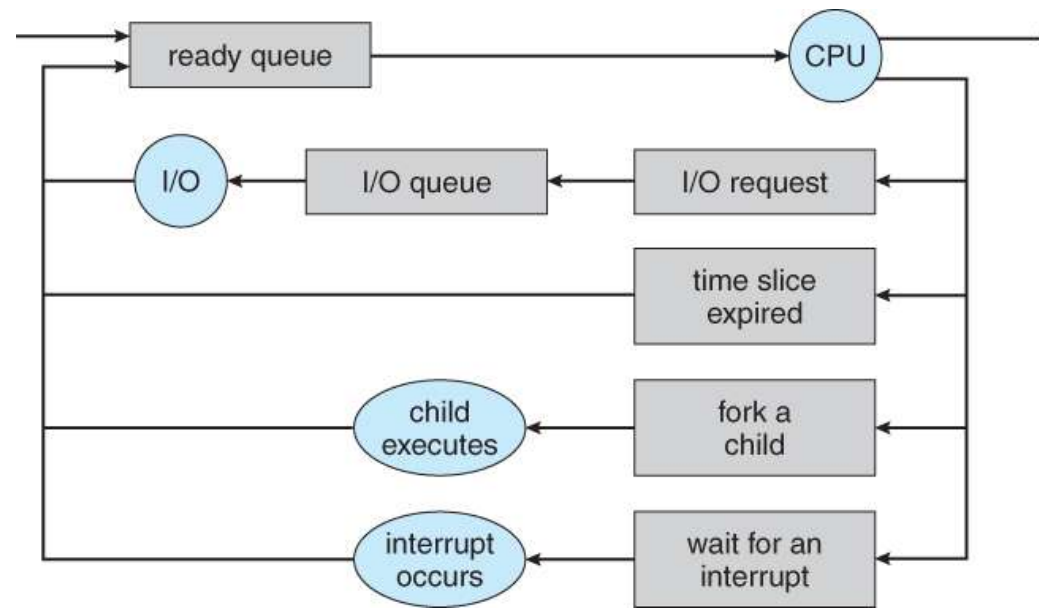 ready queue
CPU
I/O
I/O queue
I/O request
time slice
expired
child
executes
fork a
child
interrupt
occurs
wait for an
interrupt